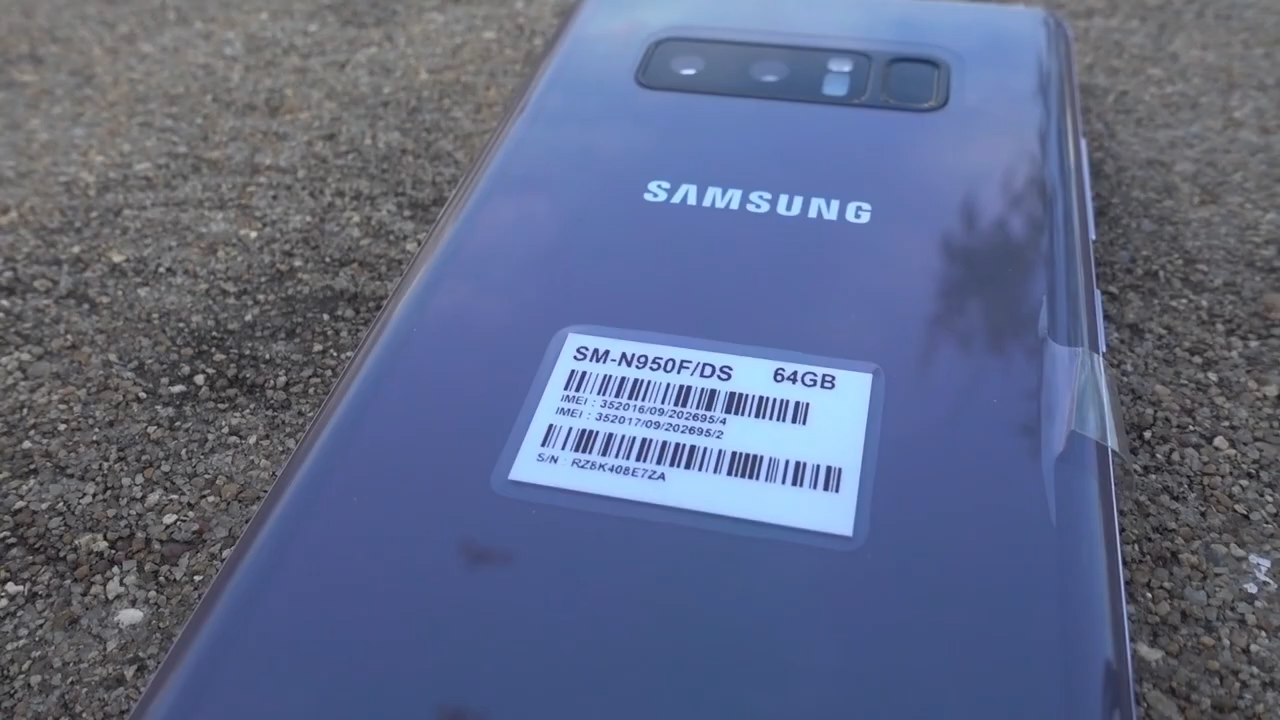 SAMSUNG
SM-N950F/DS 64GB
IMEI : 352016/09/202695/4
IMEI : 352017/09/202695/2
S/N : RZ8K408E7ZA